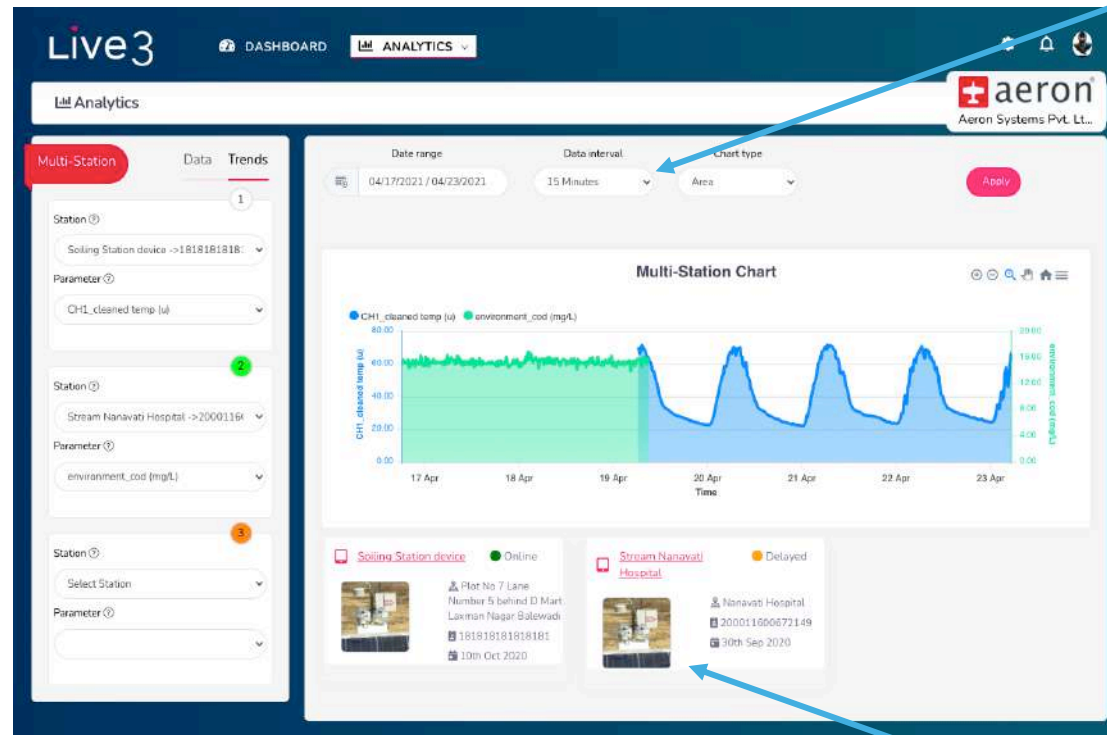 Live3
DASHBOARD
ANALYTICS
Analytics
aeron
Aeron Systems Pvt. Lt...
Multi-Station
Data
Trends
1
Station
Soiling Station device ->1818181818:
Parameter
CH1_cleaned temp (u)
2
Station
Stream Nanavati Hospital ->2000116(
Parameter
environment_cod (mg/L)
3
Station
Select Station
Parameter
Date range
04/17/2021 / 04/23/2021
Data interval
15 Minutes
Chart type
Area
Apply
Multi-Station Chart
CH1_cleaned temp (u)
environment_cod (mg/L)
CH1_cleaned temp (u)
80.00
60.00
40.00
20.00
0.00
20.00
16.00
12.00
8.00
4.00
0.00
environment_cod (mg/L)
17 Apr
18 Apr
19 Apr
20 Apr
21 Apr
22 Apr
23 Apr
Time
Soiling Station device
Online
Plot No 7 Lane
Number 5 behind D Mart
Laxman Nagar Balewadi
181818181818181
10th Oct 2020
Stream Nanavati
Hospital
Delayed
Nanavati Hospital
200011600672149
30th Sep 2020